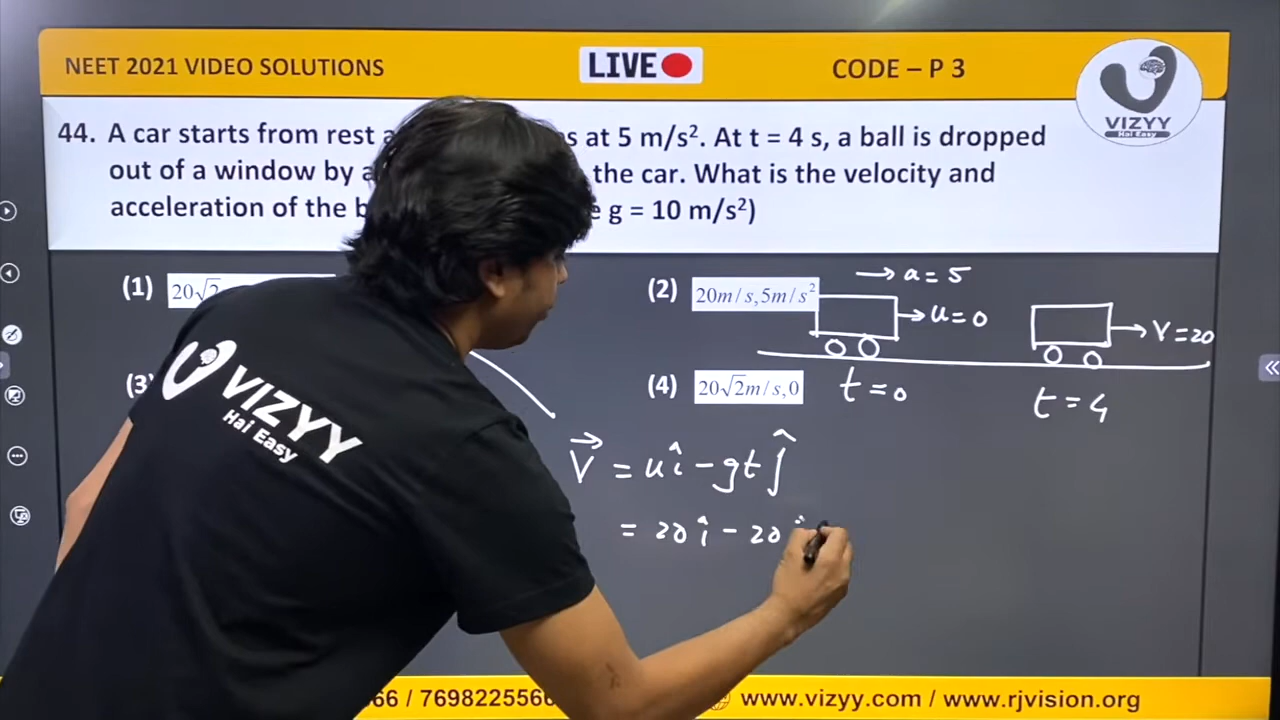 NEET 2021 VIDEO SOLUTIONS
LIVE
CODE – P 3
VIZYY
Hai Easy
44. A car starts from rest at 5 m/s². At t = 4 s, a ball is dropped
out of a window by the car. What is the velocity and
acceleration of the g = 10 m/s²)
(1)
(2) 20m/s,5m/s²
→ a = 5
→ u = 0
→ V = 20
(3)
(4) 20√2m/s,0
t = 0
t = 4
VIZYY
Hai Easy
V⃗ = uî – gtĵ
= 20î – 20
66 / 7698225566
www.vizyy.com / www.rjvision.org